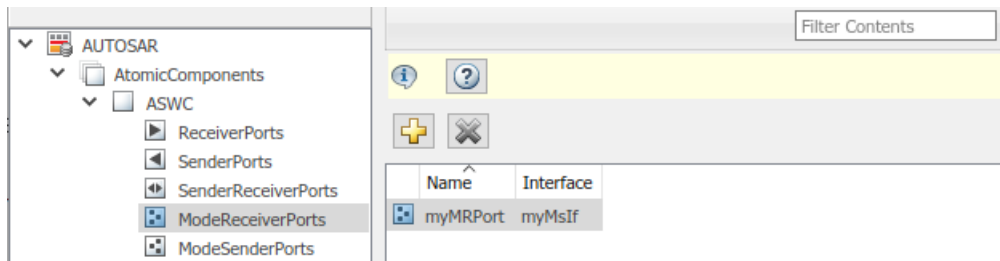 Filter Contents
AUTOSAR
AtomicComponents
ASWC
ReceiverPorts
SenderPorts
SenderReceiverPorts
ModeReceiverPorts
ModeSenderPorts
Name Interface
myMRPort myMsIf